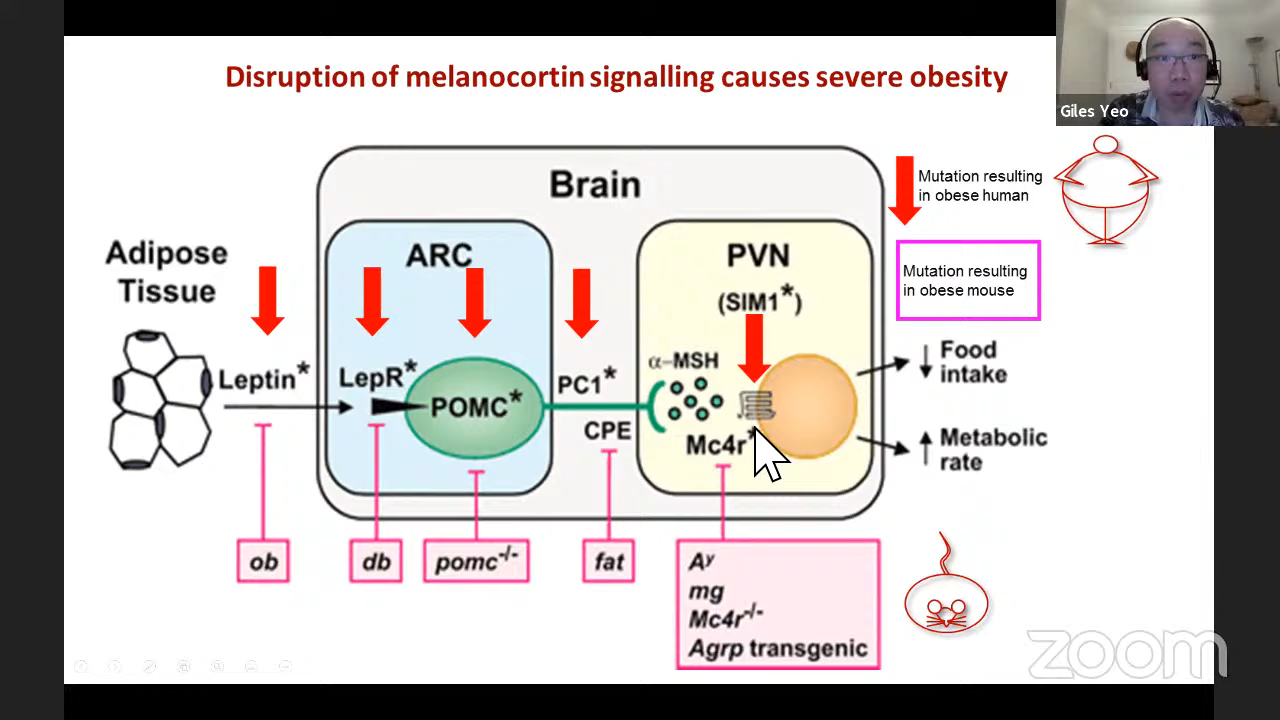 Disruption of melanocortin signalling causes severe obesity
Giles Yeo
Brain
Mutation resulting
in obese human
Adipose
Tissue
ARC
PVN
(SIM1*)
Mutation resulting
in obese mouse
Leptin*
LepR*
POMC*
PC1*
CPE
α-MSH
Mc4r*
Food
intake
Metabolic
rate
ob
db
pomc-/-
fat
Aʸ
mg
Mc4r-/-
Agrp transgenic
zoom